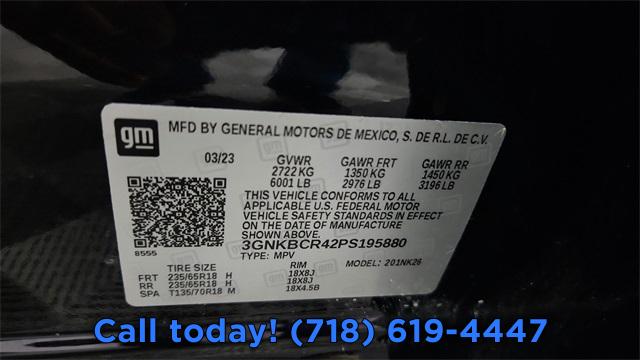 gm
MFD BY GENERAL MOTORS DE MEXICO, S. DE R.L. DE C.V.
03/23 GVWR GAWR FRT GAWR RR
2722 KG 1350 KG 1450 KG
6001 LB 2976 LB 3196 LB
THIS VEHICLE CONFORMS TO ALL
APPLICABLE U.S. FEDERAL MOTOR
VEHICLE SAFETY STANDARDS IN EFFECT
ON THE DATE OF MANUFACTURE
SHOWN ABOVE.
3GNKBCR42PS195880
8555 TYPE: MPV MODEL: 201NK26
TIRE SIZE RIM
FRT 235/65R18 H 18X8J
RR 235/65R18 H 18X8J
SPA T135/70R18 M 18X4.5B
Call today! (718) 619-4447